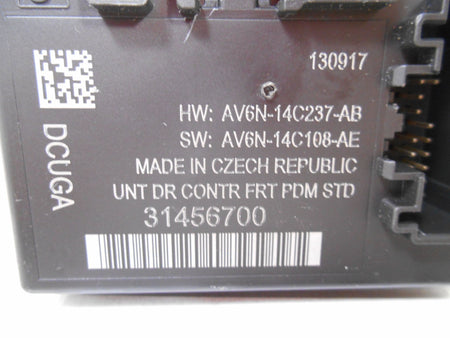 130917
HW: AV6N-14C237-AB
SW: AV6N-14C108-AE
MADE IN CZECH REPUBLIC
UNT DR CONTR FRT PDM STD
31456700
DCUGA